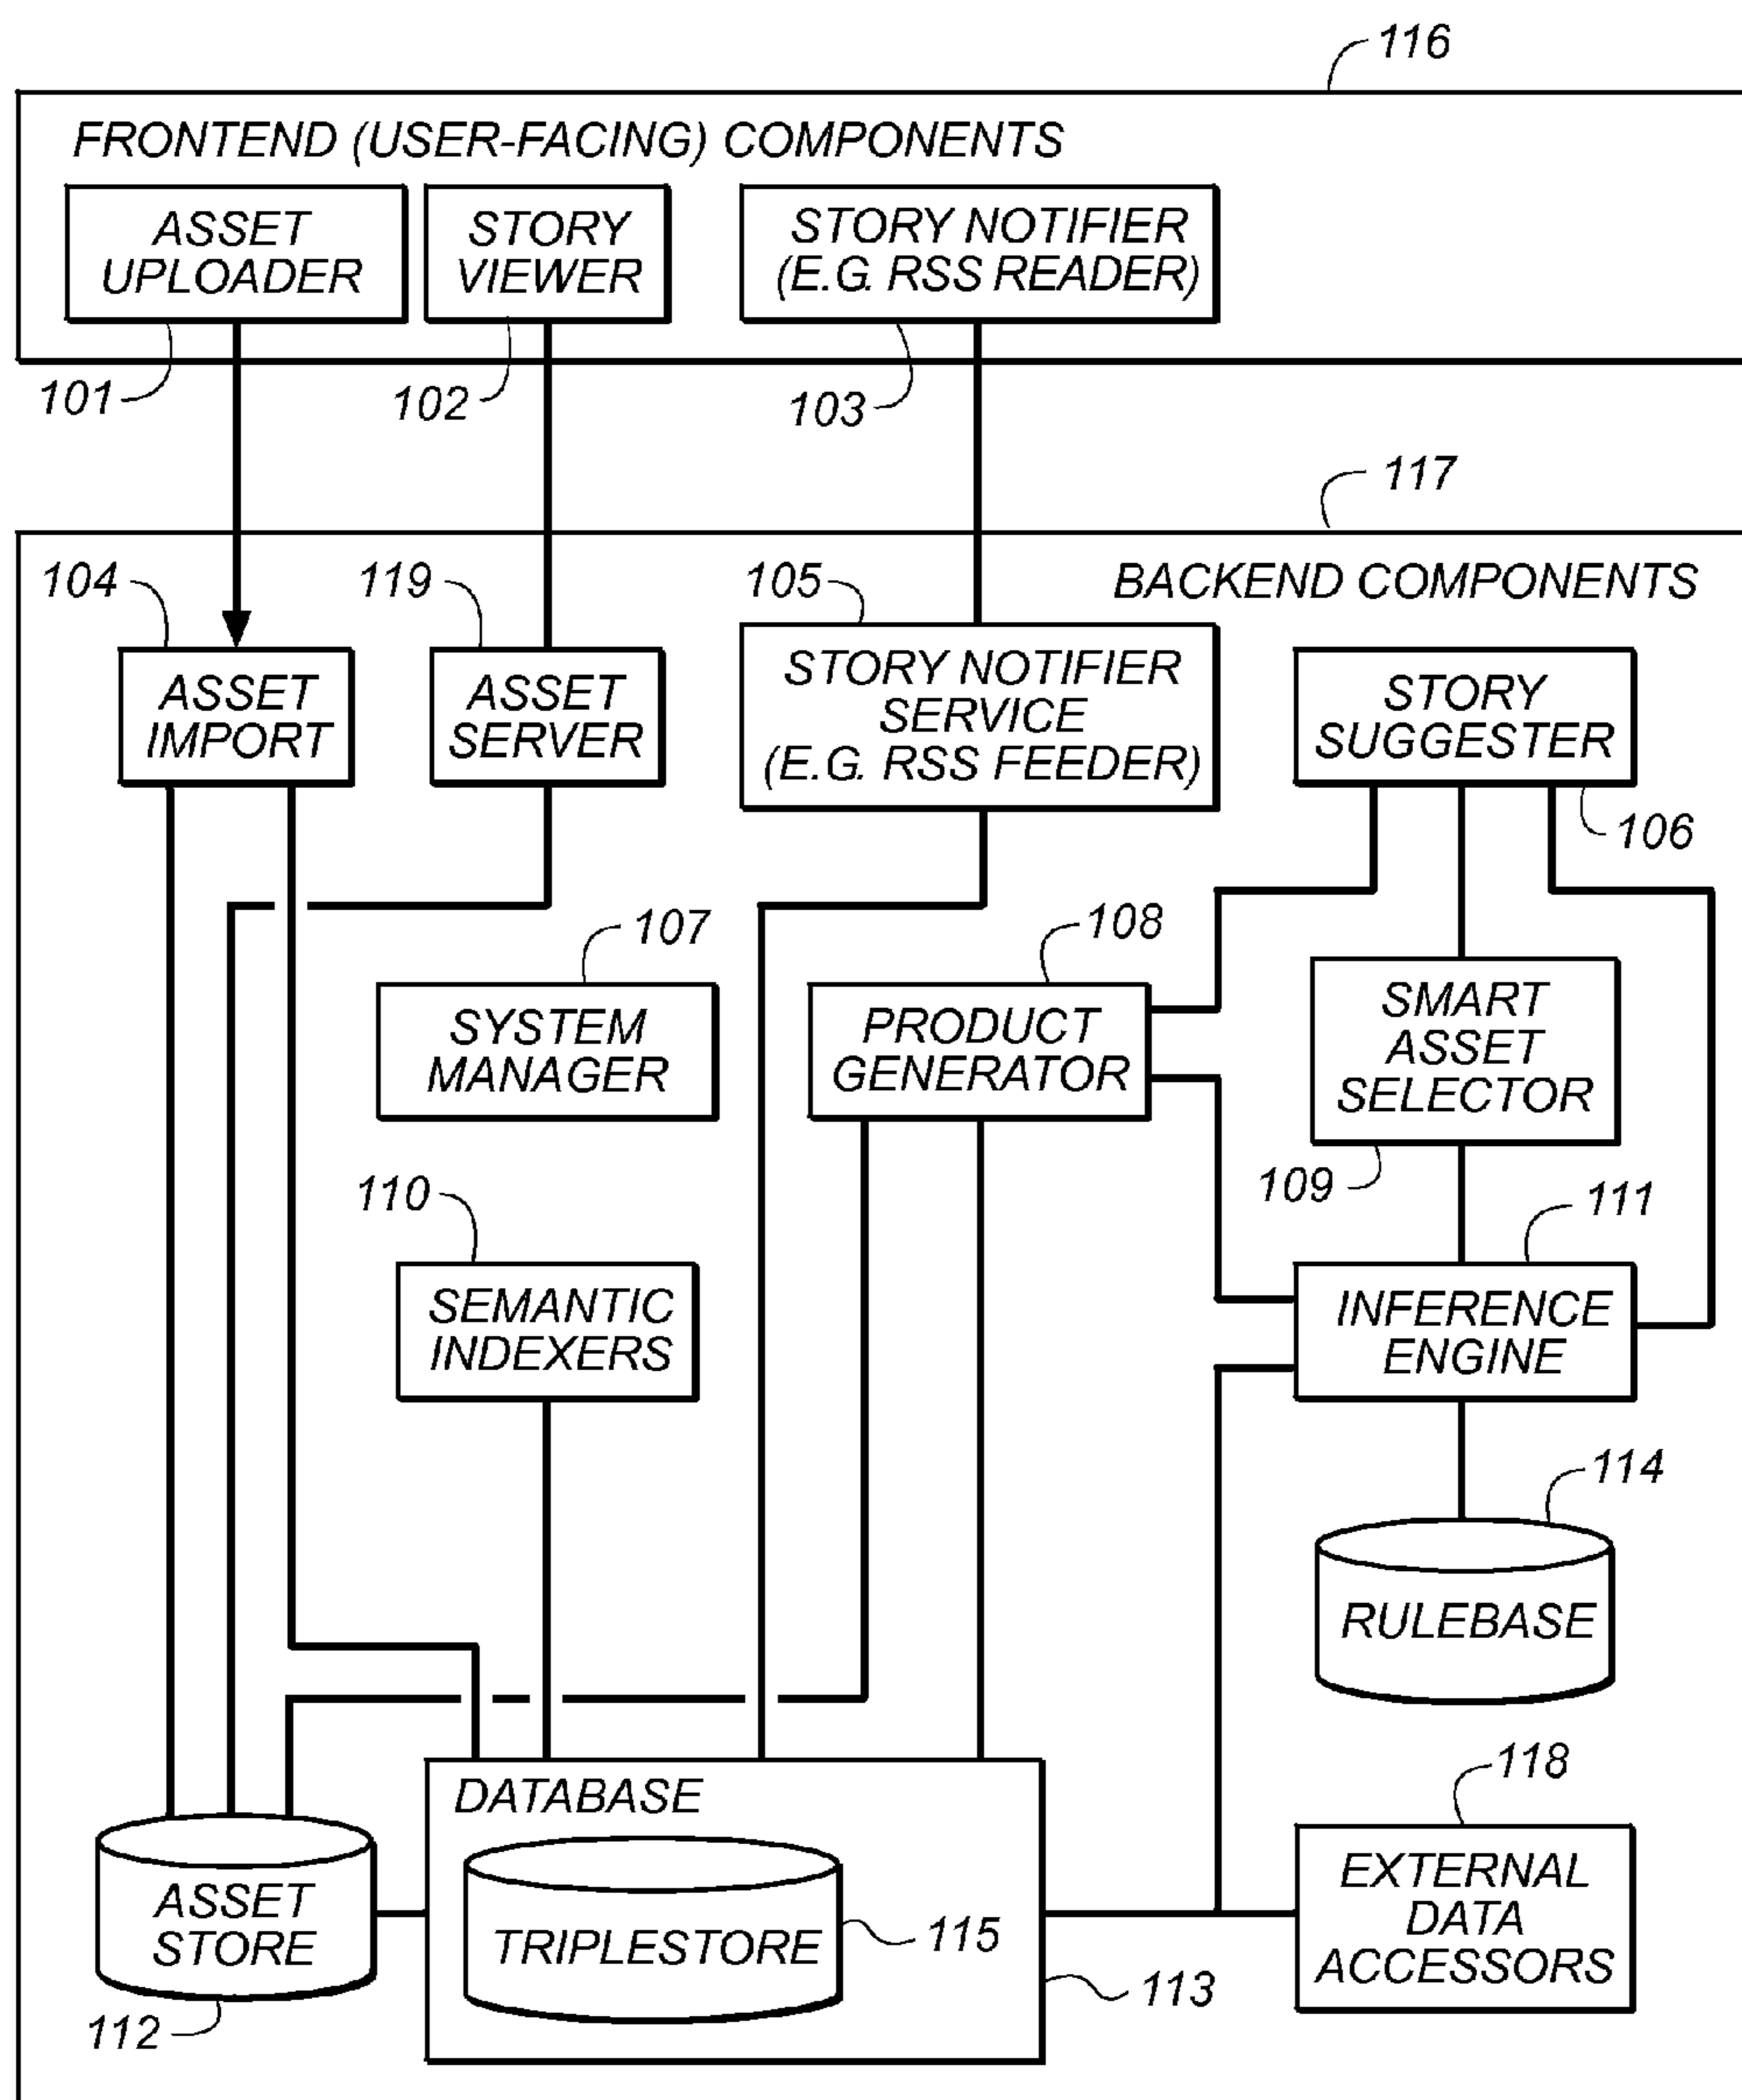 116
FRONTEND (USER-FACING) COMPONENTS
ASSET
UPLOADER
STORY
VIEWER
STORY NOTIFIER
(E.G. RSS READER)
101
102
103
117
BACKEND COMPONENTS
104
119
105
ASSET
IMPORT
ASSET
SERVER
STORY NOTIFIER
SERVICE
(E.G. RSS FEEDER)
STORY
SUGGESTER
106
107
108
SYSTEM
MANAGER
PRODUCT
GENERATOR
SMART
ASSET
SELECTOR
109
110
111
SEMANTIC
INDEXERS
INFERENCE
ENGINE
114
RULEBASE
118
DATABASE
ASSET
STORE
TRIPLESTORE
115
113
EXTERNAL
DATA
ACCESSORS
112